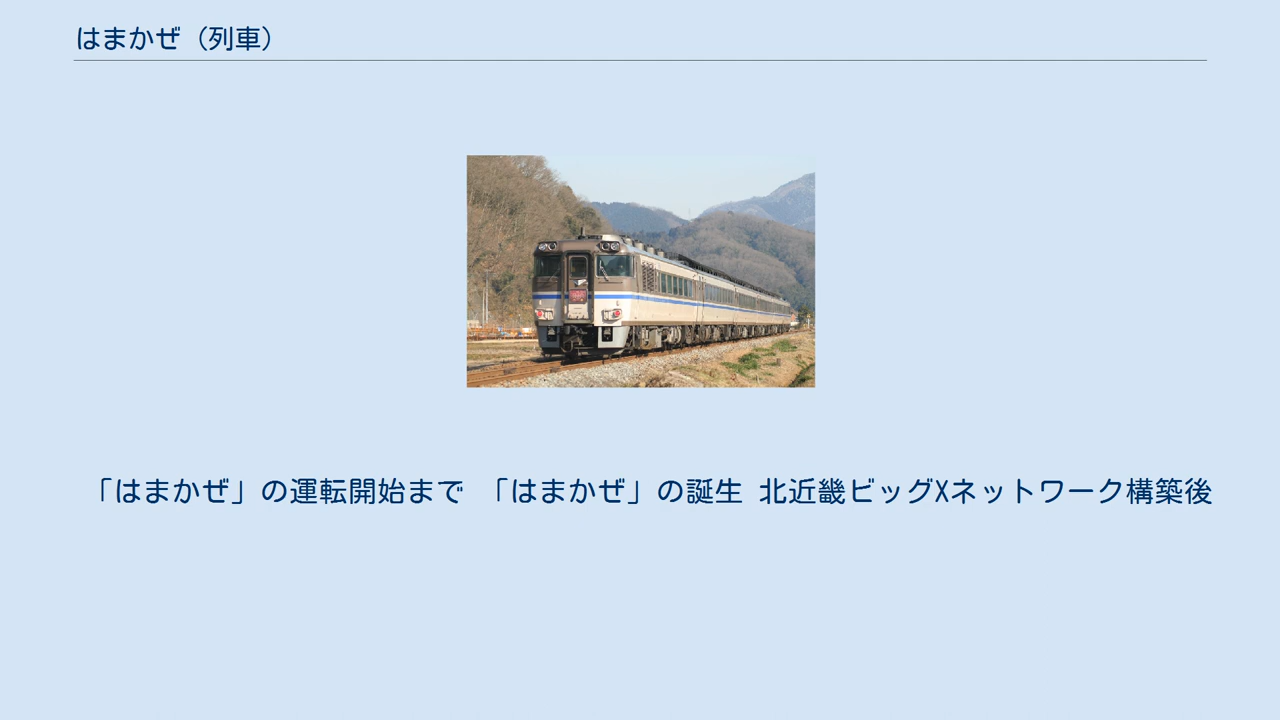 はまかぜ（列車）
「はまかぜ」の運転開始まで 「はまかぜ」の誕生 北近畿ビッグXネットワーク構築後